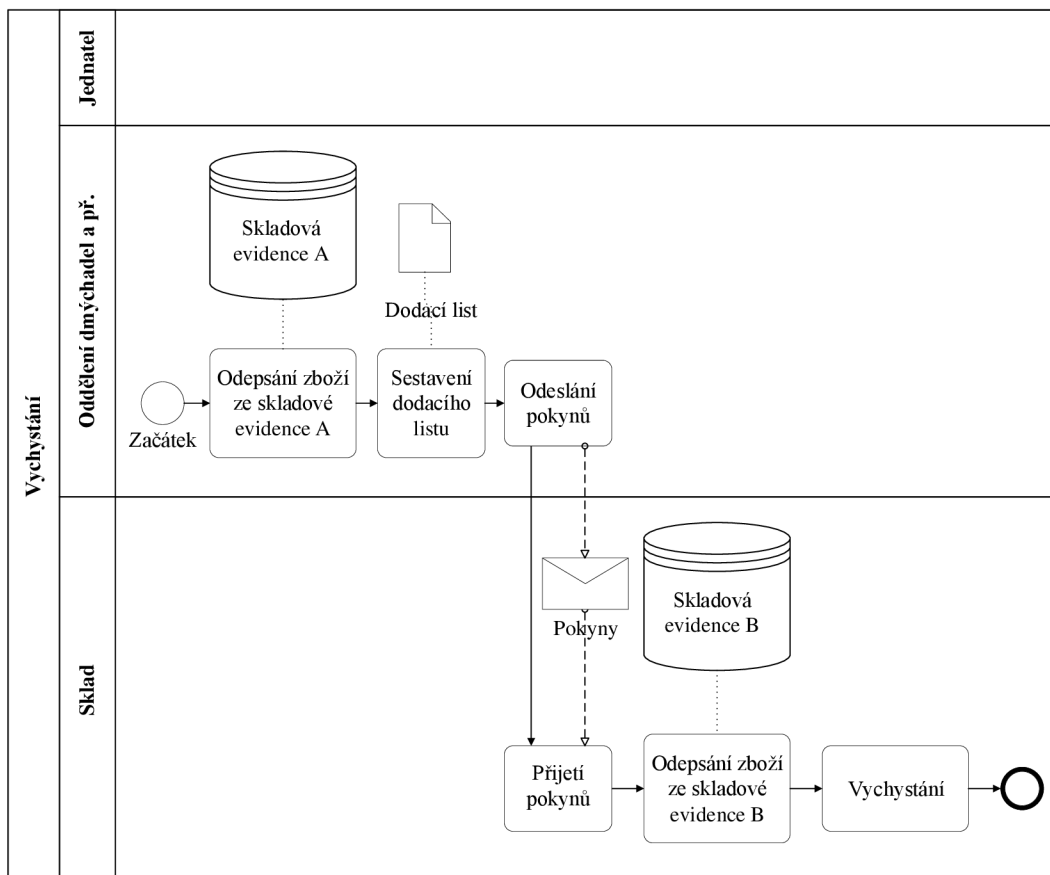 Vychystání
Jednatel
Oddělení dmýchadel a př.
Skladová
evidence A
Dodací list
Začátek
Odepsání zboží
ze skladové
evidence A
Sestavení
dodacího
listu
Odeslání
pokynů
Sklad
Pokyny
Skladová
evidence B
Přijetí
pokynů
Odepsání zboží
ze skladové
evidence B
Vychystání